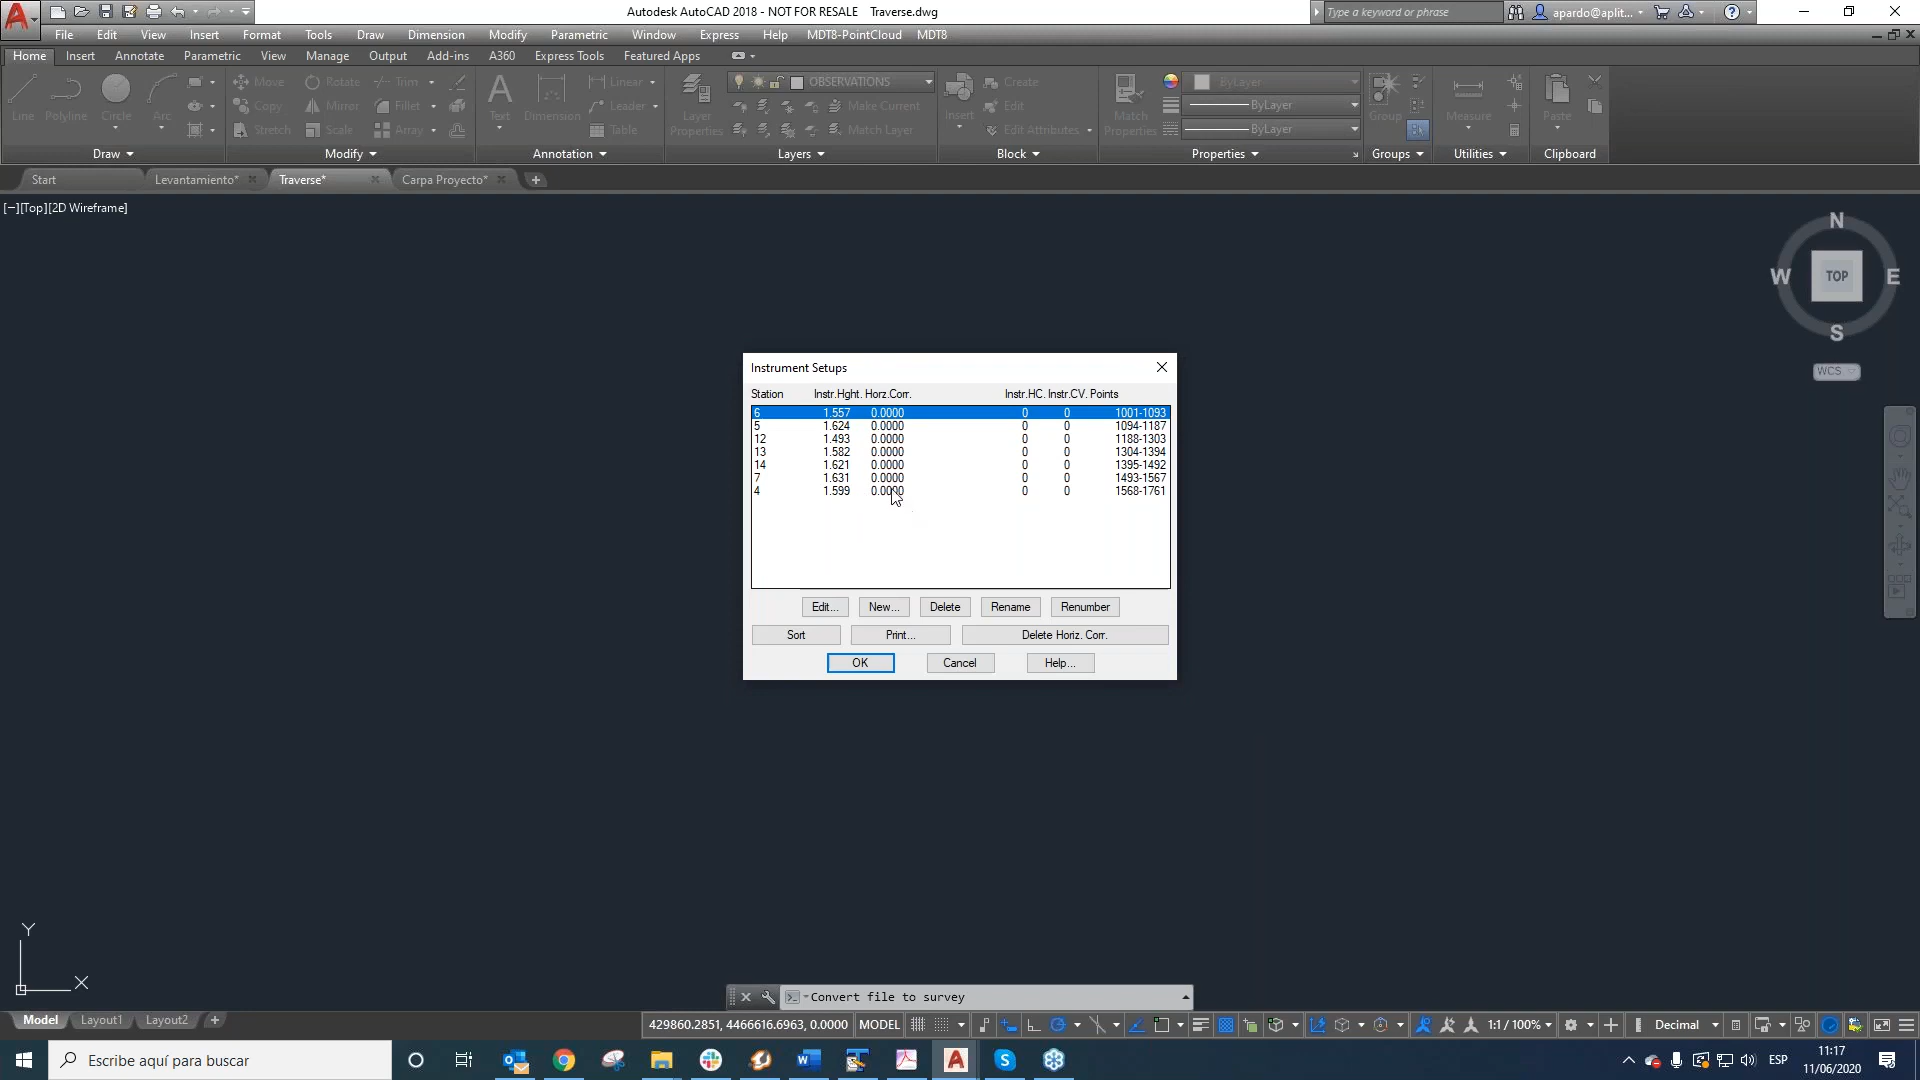 Autodesk AutoCAD 2018 - NOT FOR RESALE Traverse.dwg
Type a keyword or phrase
apardo@aplit...
File Edit View Insert Format Tools Draw Dimension Modify Parametric Window Express Help MDT8-PointCloud MDT8
Home Insert Annotate Parametric View Manage Output Add-ins A360 Express Tools Featured Apps
Line Polyline Circle Arc
Move Rotate Trim
Copy Mirror Fillet
Stretch Scale Array
Text Dimension
Linear
Leader
Table
Layer Properties
OBSERVATIONS
Make Current
Match Layer
Insert
Create
Edit
Edit Attributes
Match Properties
ByLayer
ByLayer
ByLayer
Group
Measure
Paste
Draw Modify Annotation Layers Block Properties Groups Utilities Clipboard
Start Levantamiento* Traverse* Carpa Proyecto*
[−][Top][2D Wireframe]
N
W TOP E
S
WCS
Instrument Setups
Station Instr.Hght. Horz.Corr. Instr.HC. Instr.CV. Points
6 1.557 0.0000 0 0 1001-1093
5 1.624 0.0000 0 0 1094-1187
12 1.493 0.0000 0 0 1188-1303
13 1.582 0.0000 0 0 1304-1394
14 1.621 0.0000 0 0 1395-1492
7 1.631 0.0000 0 0 1493-1567
4 1.599 0.0000 0 0 1568-1761
Edit... New... Delete Rename Renumber
Sort Print... Delete Horiz. Corr.
OK Cancel Help...
Y
X
Convert file to survey
Model Layout1 Layout2
429860.2851, 4466616.6963, 0.0000 MODEL 1:1 / 100% Decimal
Escribe aquí para buscar
ESP
11:17
11/06/2020